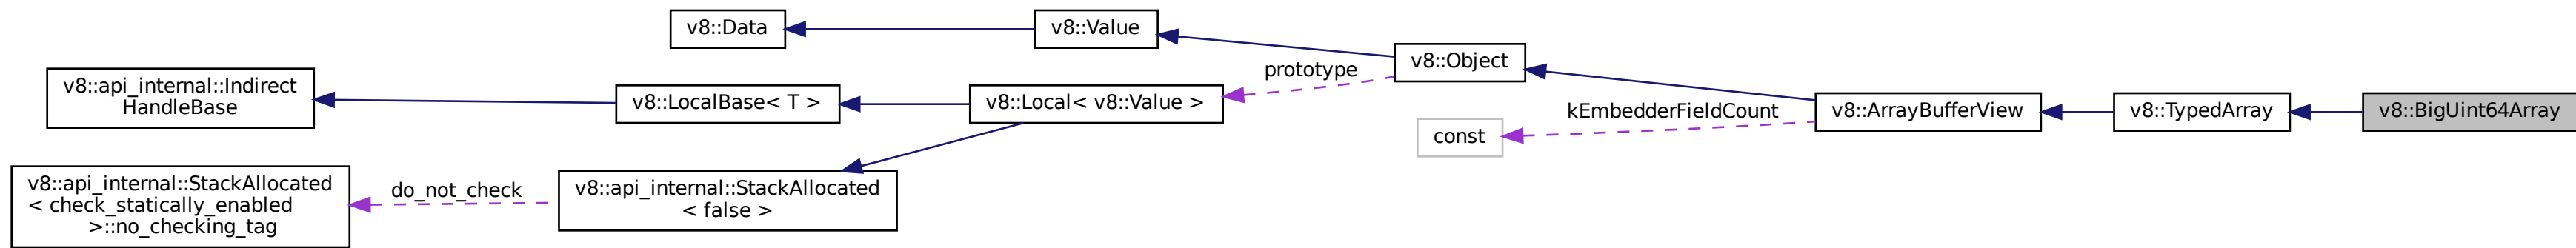 v8::Data
v8::Value
v8::Object
prototype
v8::api_internal::Indirect
HandleBase
v8::LocalBase< T >
v8::Local< v8::Value >
kEmbedderFieldCount
v8::ArrayBufferView
v8::TypedArray
v8::BigUint64Array
const
v8::api_internal::StackAllocated
< check_statically_enabled
>::no_checking_tag
do_not_check
v8::api_internal::StackAllocated
< false >